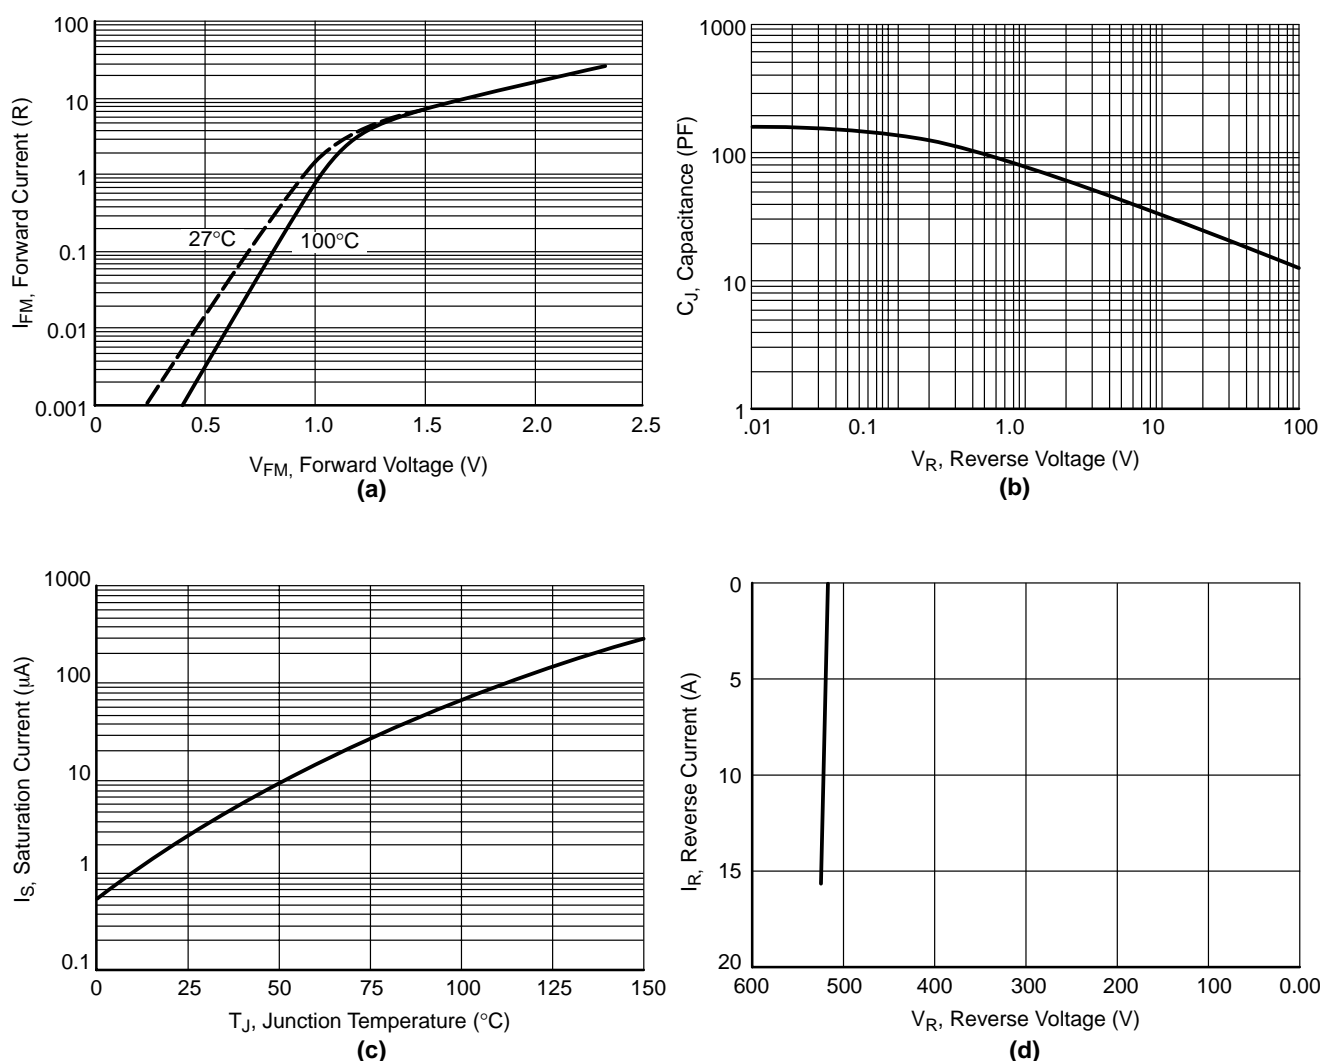 100
10
1
0.1
0.01
0.001
I_FM, Forward Current (R)
27°C
100°C
0 0.5 1.0 1.5 2.0 2.5
V_FM, Forward Voltage (V)
(a)
1000
100
10
1
C_J, Capacitance (PF)
.01 0.1 1.0 10 100
V_R, Reverse Voltage (V)
(b)
1000
100
10
1
0.1
I_S, Saturation Current (μA)
0 25 50 75 100 125 150
T_J, Junction Temperature (°C)
(c)
0
5
10
15
20
I_R, Reverse Current (A)
600 500 400 300 200 100 0.00
V_R, Reverse Voltage (V)
(d)